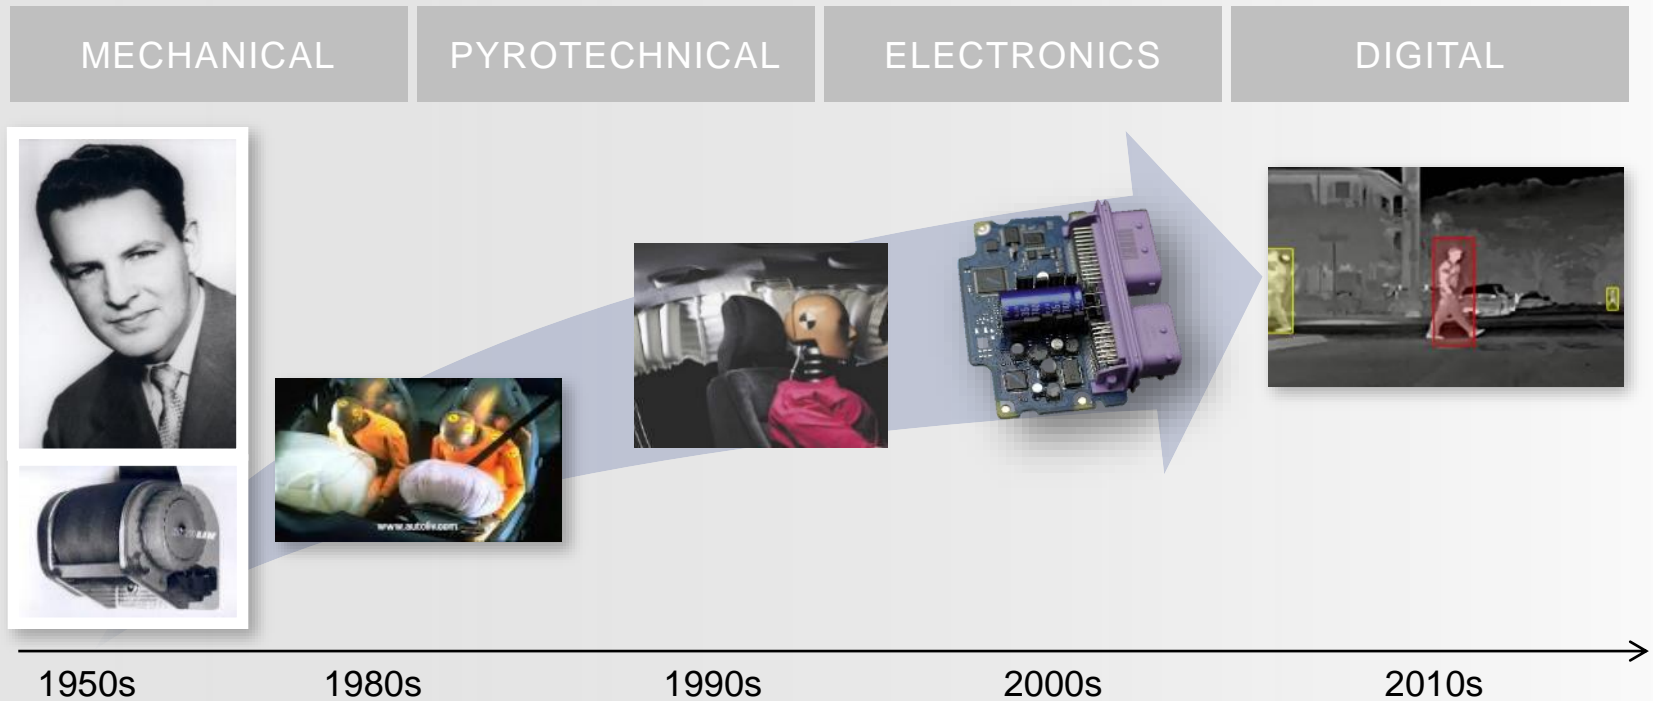 MECHANICAL
PYROTECHNICAL
ELECTRONICS
DIGITAL
www.autoliv.com
1950s
1980s
1990s
2000s
2010s